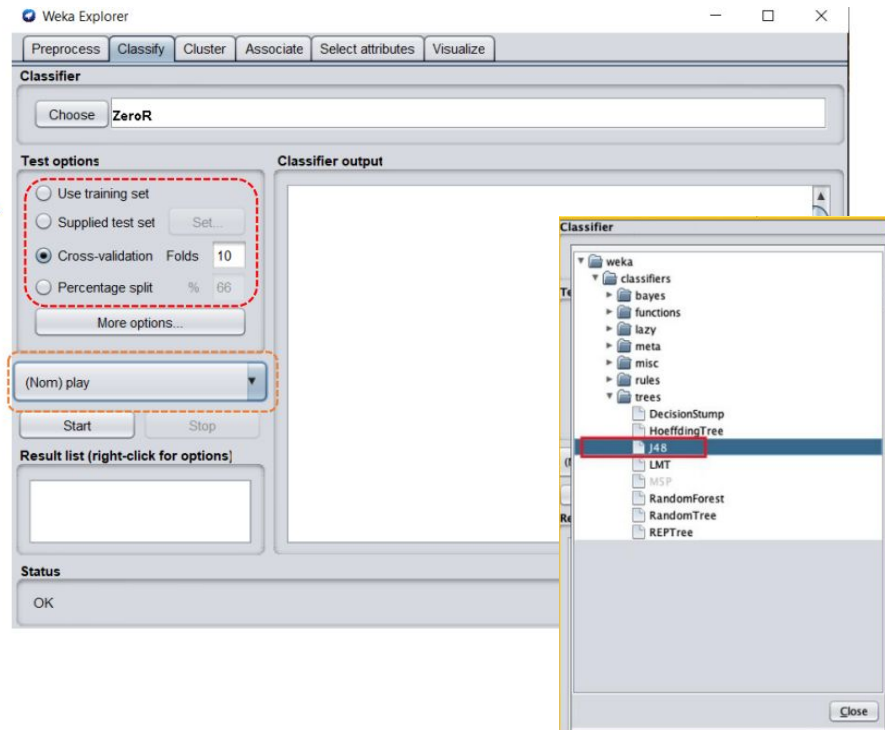 Weka Explorer
Preprocess Classify Cluster Associate Select attributes Visualize
Classifier
Choose ZeroR
Test options
Use training set
Supplied test set Set...
Cross-validation Folds 10
Percentage split % 66
More options...
(Nom) play
Start Stop
Result list (right-click for options)
Status
OK
Classifier output
Classifier
weka
classifiers
bayes
functions
lazy
meta
misc
rules
trees
DecisionStump
HoeffdingTree
J48
LMT
M5P
RandomForest
RandomTree
REPTree
Close